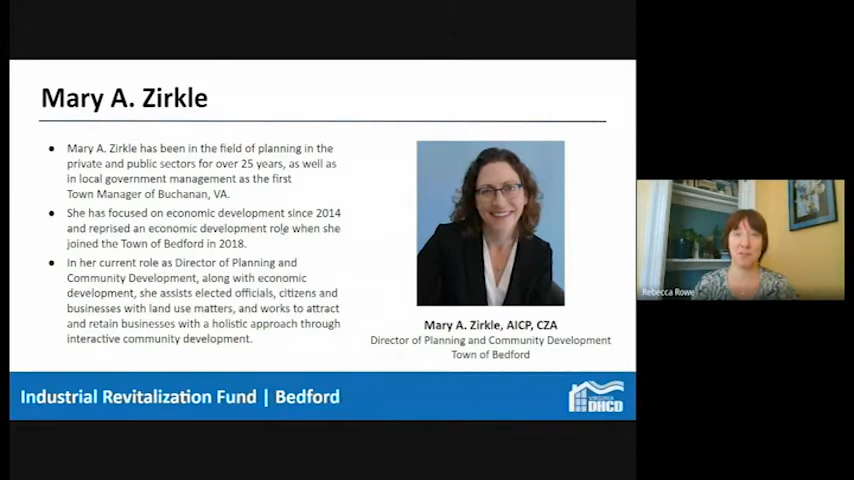 Mary A. Zirkle
Mary A. Zirkle has been in the field of planning in the
private and public sectors for over 25 years, as well as
in local government management as the first
Town Manager of Buchanan, VA.
She has focused on economic development since 2014
and reprised an economic development role when she
joined the Town of Bedford in 2018.
In her current role as Director of Planning and
Community Development, along with economic
development, she assists elected officials, citizens and
businesses with land use matters, and works to attract
and retain businesses with a holistic approach through
interactive community development.
Mary A. Zirkle, AICP, CZA
Director of Planning and Community Development
Town of Bedford
Rebecca Rowe
Industrial Revitalization Fund | Bedford
VIRGINIA
DHCD